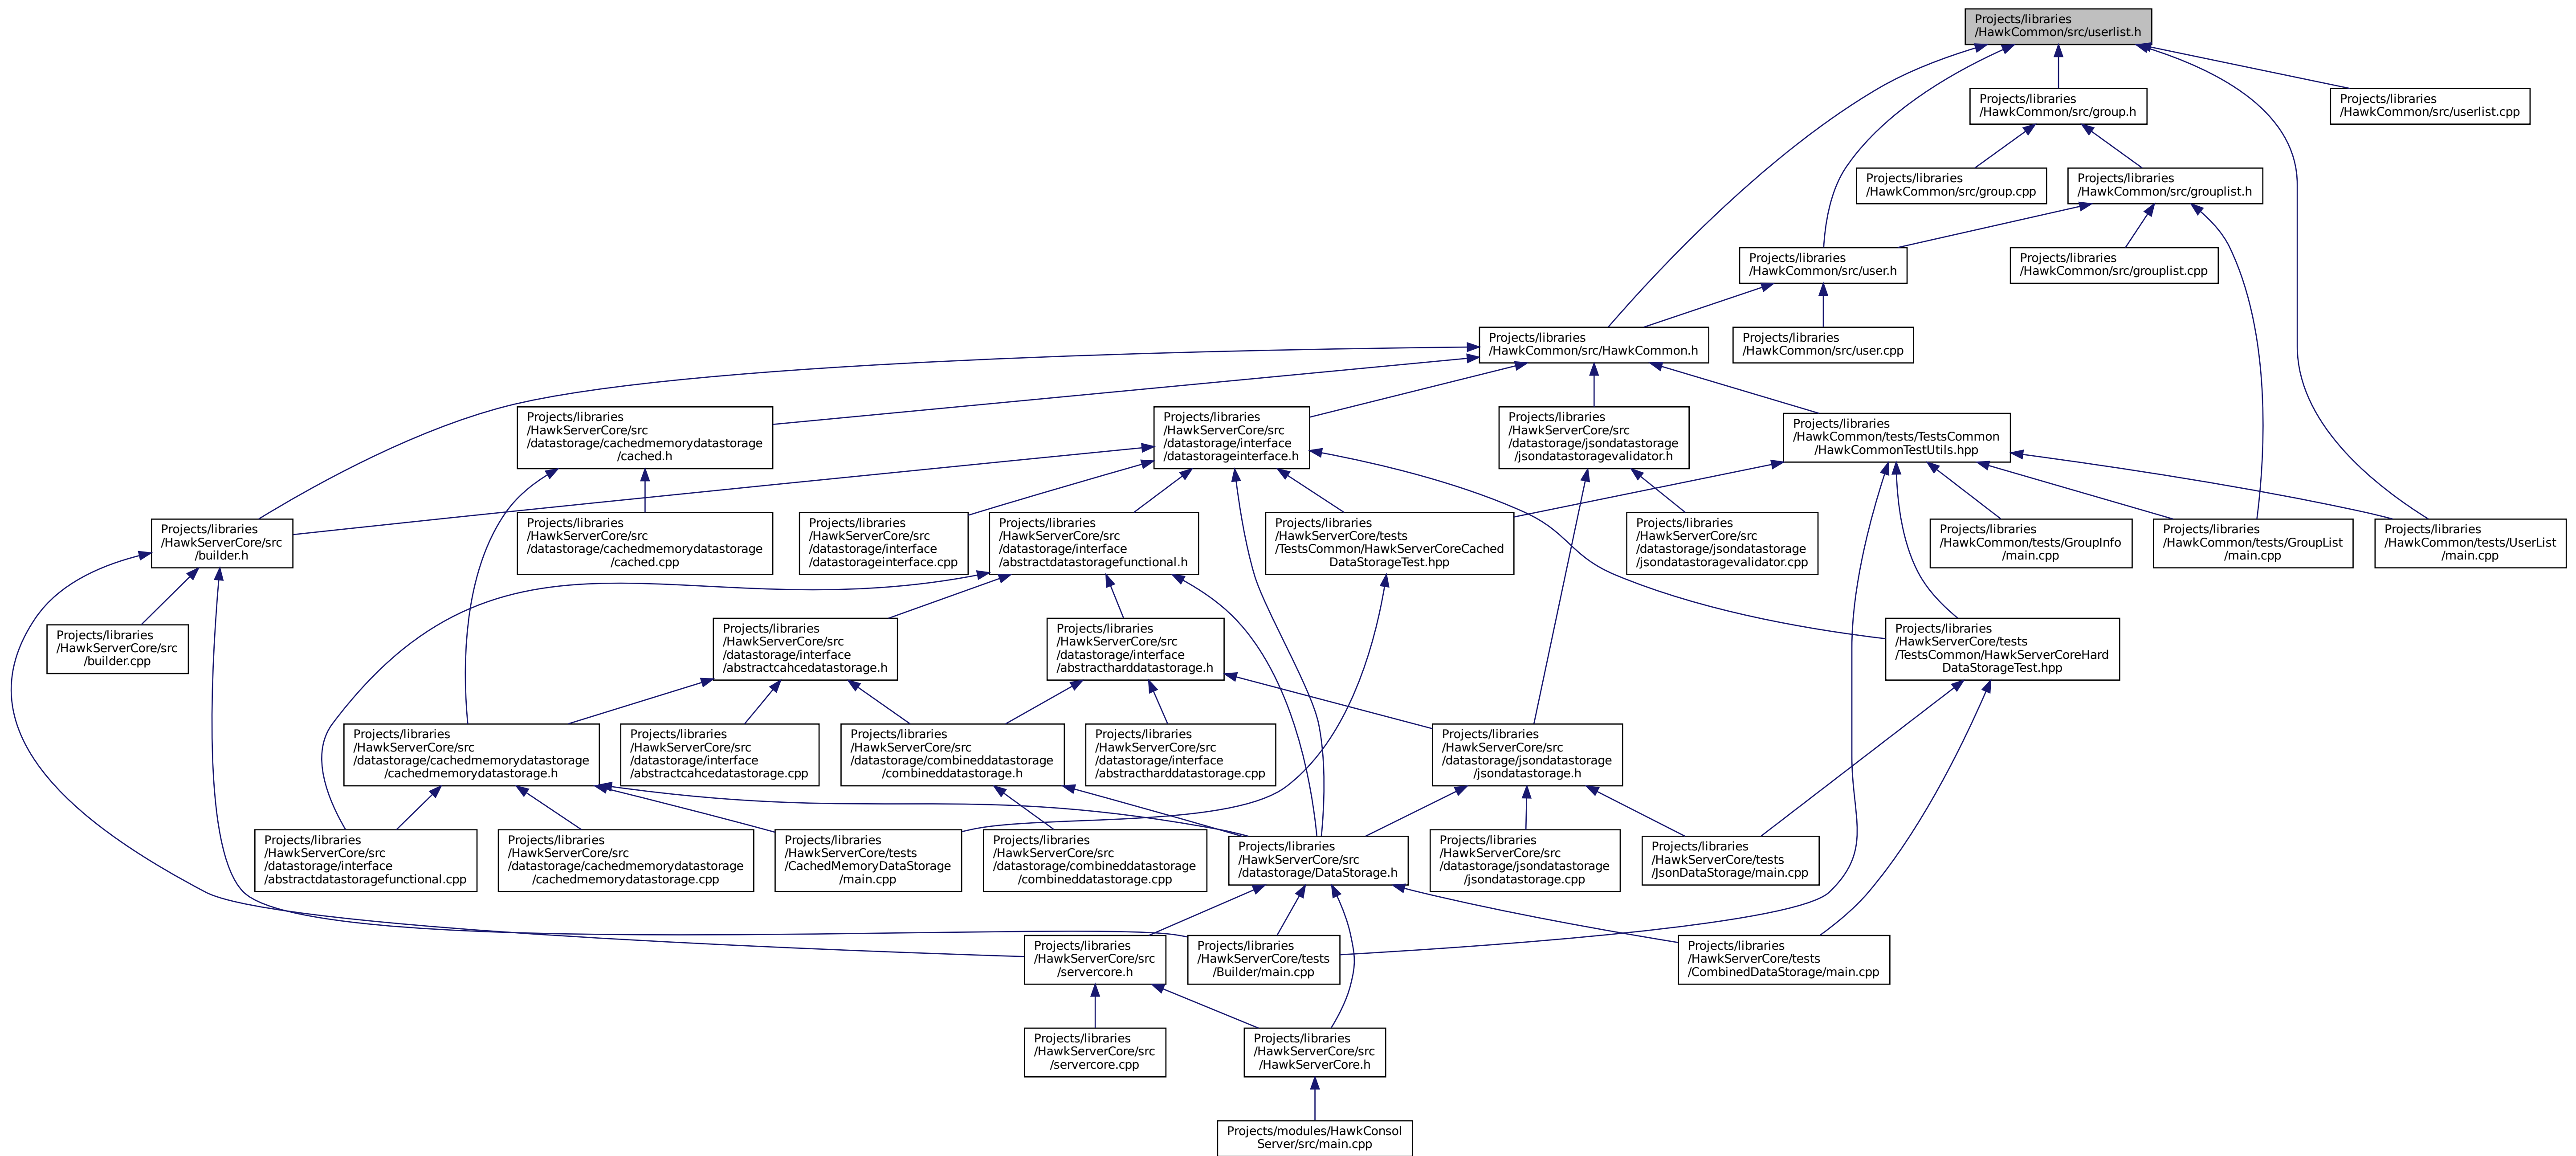 Projects/libraries
/HawkCommon/src/userlist.h
Projects/libraries
/HawkCommon/src/group.h
Projects/libraries
/HawkCommon/src/userlist.cpp
Projects/libraries
/HawkCommon/src/group.cpp
Projects/libraries
/HawkCommon/src/grouplist.h
Projects/libraries
/HawkCommon/src/user.h
Projects/libraries
/HawkCommon/src/grouplist.cpp
Projects/libraries
/HawkCommon/src/HawkCommon.h
Projects/libraries
/HawkCommon/src/user.cpp
Projects/libraries
/HawkServerCore/src
/datastorage/cachedmemorydatastorage
/cached.h
Projects/libraries
/HawkServerCore/src
/datastorage/interface
/datastorageinterface.h
Projects/libraries
/HawkServerCore/src
/datastorage/jsondatastorage
/jsondatastoragevalidator.h
Projects/libraries
/HawkCommon/tests/TestsCommon
/HawkCommonTestUtils.hpp
Projects/libraries
/HawkServerCore/src
/builder.h
Projects/libraries
/HawkServerCore/src
/datastorage/cachedmemorydatastorage
/cached.cpp
Projects/libraries
/HawkServerCore/src
/datastorage/interface
/datastorageinterface.cpp
Projects/libraries
/HawkServerCore/src
/datastorage/interface
/abstractdatastoragefunctional.h
Projects/libraries
/HawkServerCore/tests
/TestsCommon/HawkServerCoreCached
DataStorageTest.hpp
Projects/libraries
/HawkServerCore/src
/datastorage/jsondatastorage
/jsondatastoragevalidator.cpp
Projects/libraries
/HawkCommon/tests/GroupInfo
/main.cpp
Projects/libraries
/HawkCommon/tests/GroupList
/main.cpp
Projects/libraries
/HawkCommon/tests/UserList
/main.cpp
Projects/libraries
/HawkServerCore/src
/builder.cpp
Projects/libraries
/HawkServerCore/src
/datastorage/interface
/abstractcahcedatastorage.h
Projects/libraries
/HawkServerCore/src
/datastorage/interface
/abstractharddatastorage.h
Projects/libraries
/HawkServerCore/tests
/TestsCommon/HawkServerCoreHard
DataStorageTest.hpp
Projects/libraries
/HawkServerCore/src
/datastorage/cachedmemorydatastorage
/cachedmemorydatastorage.h
Projects/libraries
/HawkServerCore/src
/datastorage/interface
/abstractcahcedatastorage.cpp
Projects/libraries
/HawkServerCore/src
/datastorage/combineddatastorage
/combineddatastorage.h
Projects/libraries
/HawkServerCore/src
/datastorage/interface
/abstractharddatastorage.cpp
Projects/libraries
/HawkServerCore/src
/datastorage/jsondatastorage
/jsondatastorage.h
Projects/libraries
/HawkServerCore/src
/datastorage/interface
/abstractdatastoragefunctional.cpp
Projects/libraries
/HawkServerCore/src
/datastorage/cachedmemorydatastorage
/cachedmemorydatastorage.cpp
Projects/libraries
/HawkServerCore/tests
/CachedMemoryDataStorage
/main.cpp
Projects/libraries
/HawkServerCore/src
/datastorage/combineddatastorage
/combineddatastorage.cpp
Projects/libraries
/HawkServerCore/src
/datastorage/DataStorage.h
Projects/libraries
/HawkServerCore/src
/datastorage/jsondatastorage
/jsondatastorage.cpp
Projects/libraries
/HawkServerCore/tests
/JsonDataStorage/main.cpp
Projects/libraries
/HawkServerCore/src
/servercore.h
Projects/libraries
/HawkServerCore/tests
/Builder/main.cpp
Projects/libraries
/HawkServerCore/tests
/CombinedDataStorage/main.cpp
Projects/libraries
/HawkServerCore/src
/servercore.cpp
Projects/libraries
/HawkServerCore/src
/HawkServerCore.h
Projects/modules/HawkConsol
Server/src/main.cpp